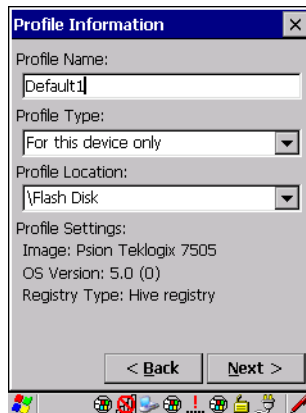 Profile Information
Profile Name:
Default1
Profile Type:
For this device only
Profile Location:
\Flash Disk
Profile Settings:
Image: Psion Teklogix 7505
OS Version: 5.0 (0)
Registry Type: Hive registry
< Back Next >